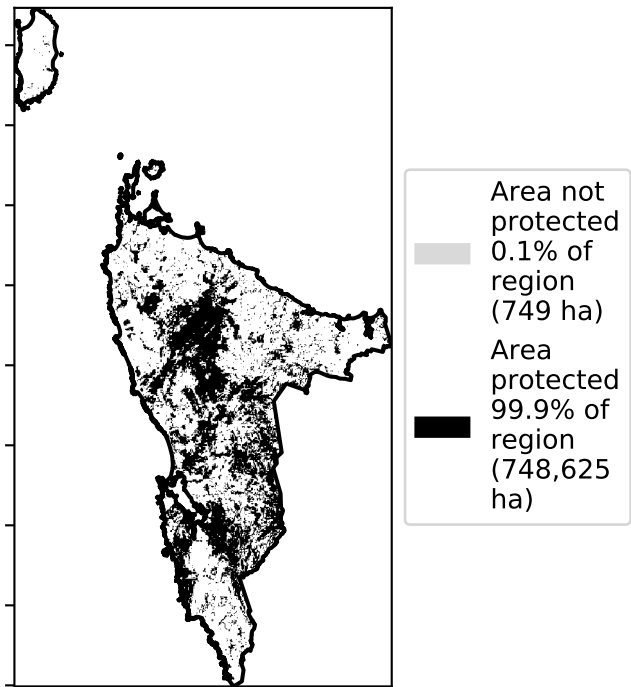 Area not
protected
0.1% of
region
(749 ha)
Area
protected
99.9% of
region
(748,625
ha)